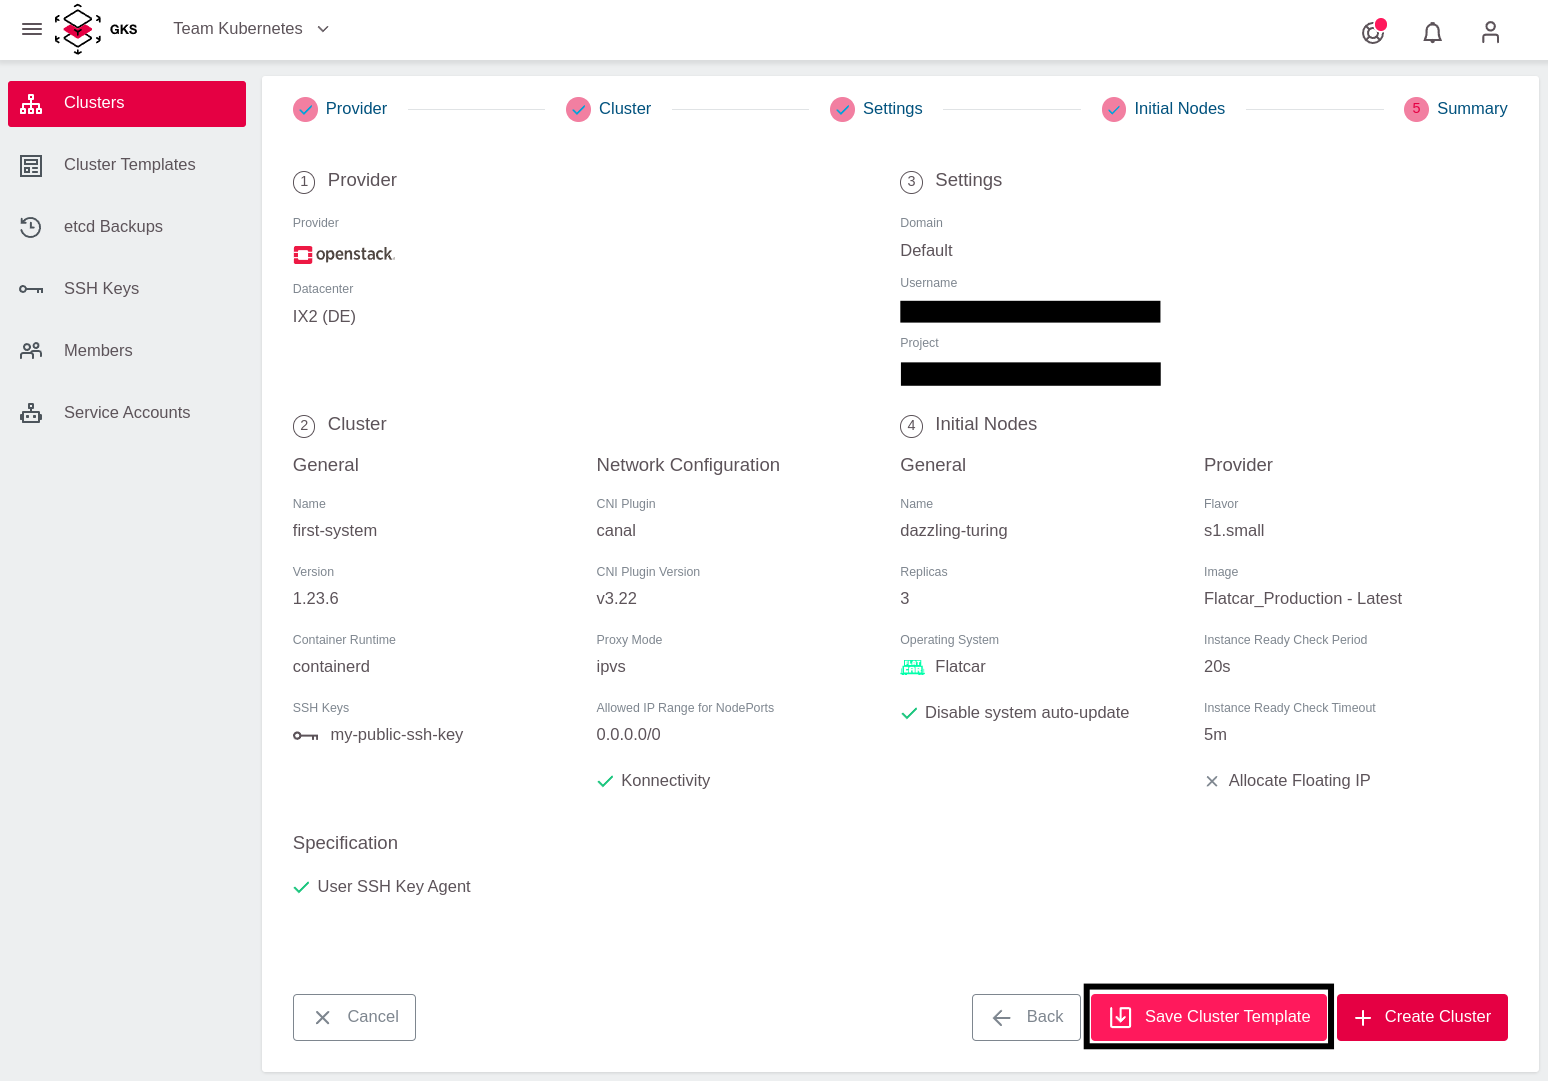 GKS
Team Kubernetes
Clusters
Cluster Templates
etcd Backups
SSH Keys
Members
Service Accounts
Provider
Cluster
Settings
Initial Nodes
5 Summary
1 Provider
Provider
openstack.
Datacenter
IX2 (DE)
3 Settings
Domain
Default
Username
Project
2 Cluster
General
Name
first-system
Version
1.23.6
Container Runtime
containerd
SSH Keys
my-public-ssh-key
Network Configuration
CNI Plugin
canal
CNI Plugin Version
v3.22
Proxy Mode
ipvs
Allowed IP Range for NodePorts
0.0.0.0/0
Konnectivity
4 Initial Nodes
General
Name
dazzling-turing
Replicas
3
Operating System
FLAT
CAR
Flatcar
Disable system auto-update
Provider
Flavor
s1.small
Image
Flatcar_Production - Latest
Instance Ready Check Period
20s
Instance Ready Check Timeout
5m
Allocate Floating IP
Specification
User SSH Key Agent
Cancel
Back
Save Cluster Template
Create Cluster